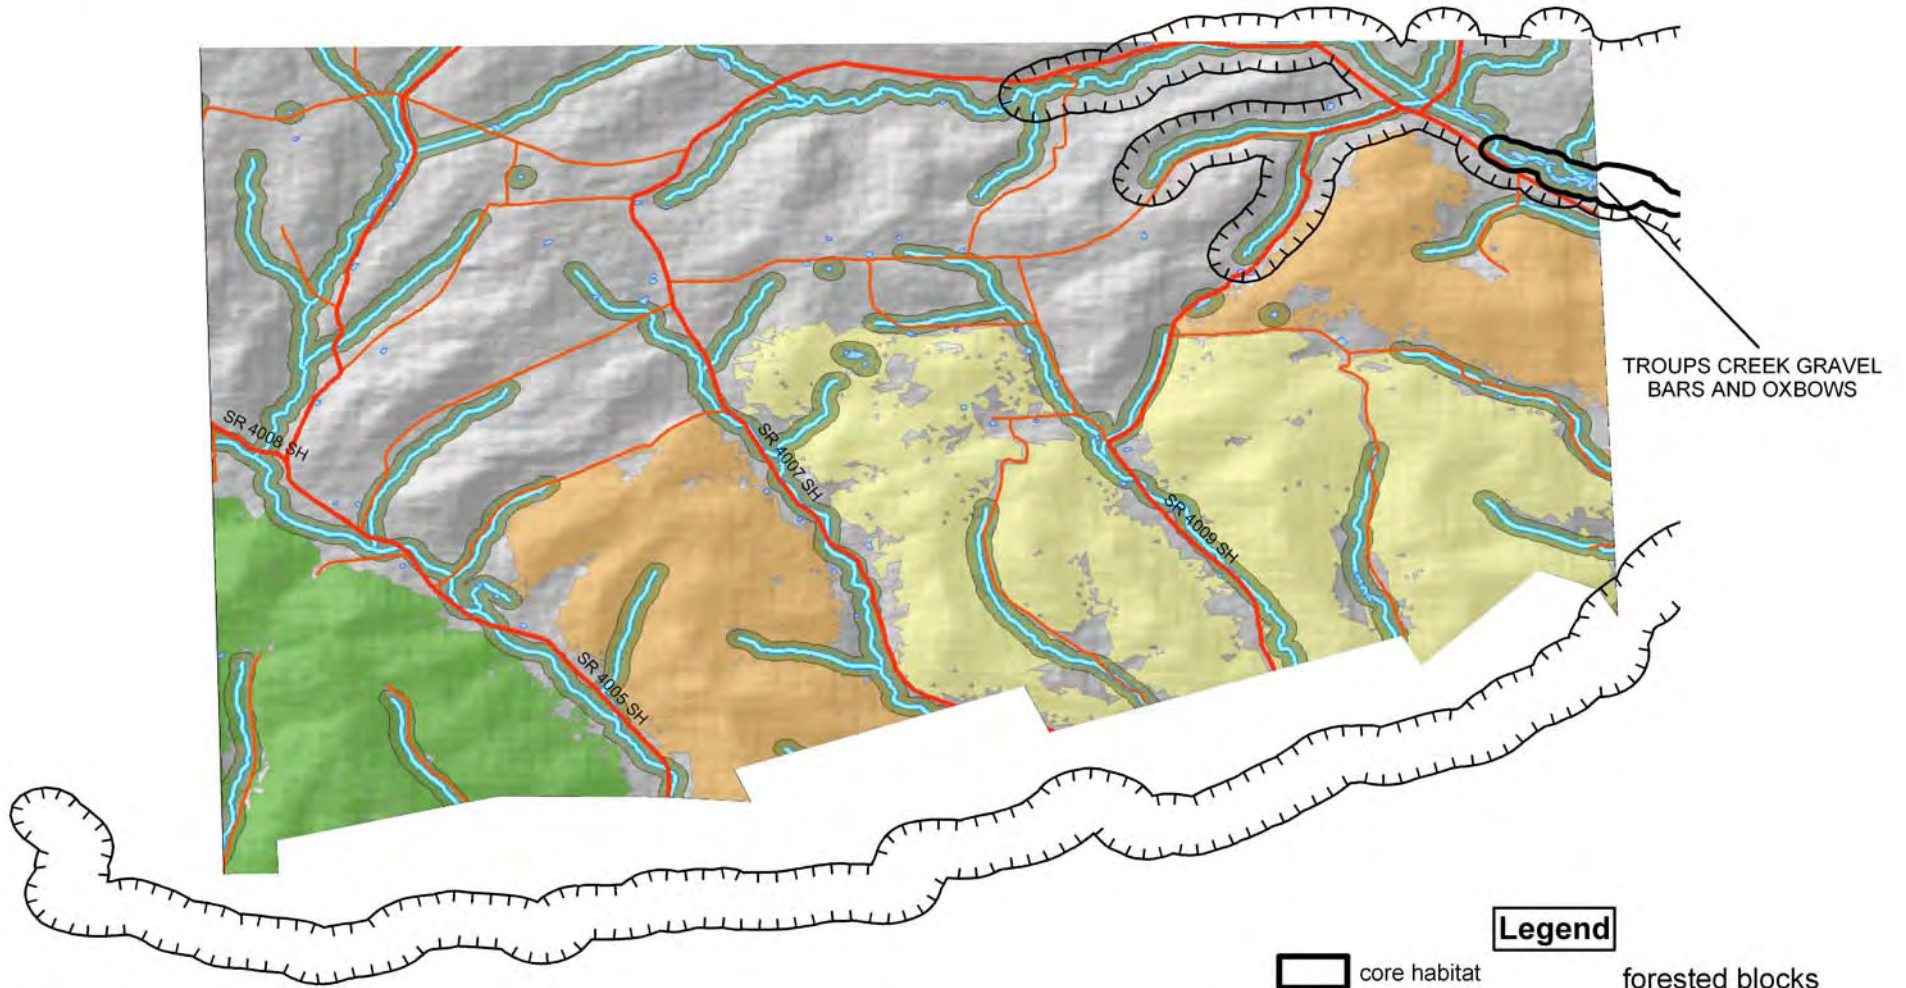 TROUPS CREEK GRAVEL
BARS AND OXBOWS
SR 4008 SH
SR 4007 SH
SR 4009 SH
SR 4005 SH
Legend
core habitat
forested blocks